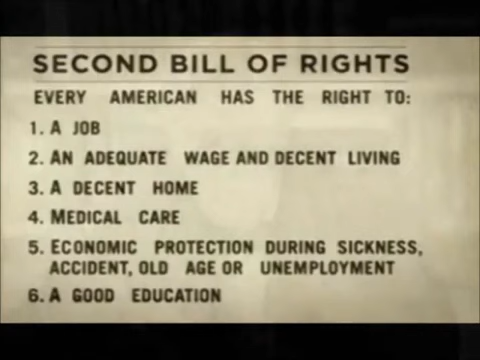 SECOND BILL OF RIGHTS
EVERY AMERICAN HAS THE RIGHT TO:
1. A JOB
2. AN ADEQUATE WAGE AND DECENT LIVING
3. A DECENT HOME
4. MEDICAL CARE
5. ECONOMIC PROTECTION DURING SICKNESS,
ACCIDENT, OLD AGE OR UNEMPLOYMENT
6. A GOOD EDUCATION